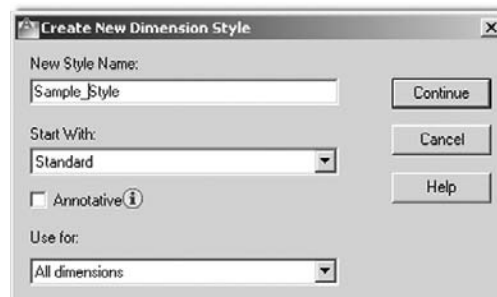 Create New Dimension Style
New Style Name:
Sample_Style
Continue
Start With:
Standard
Cancel
Annotative
Help
Use for:
All dimensions